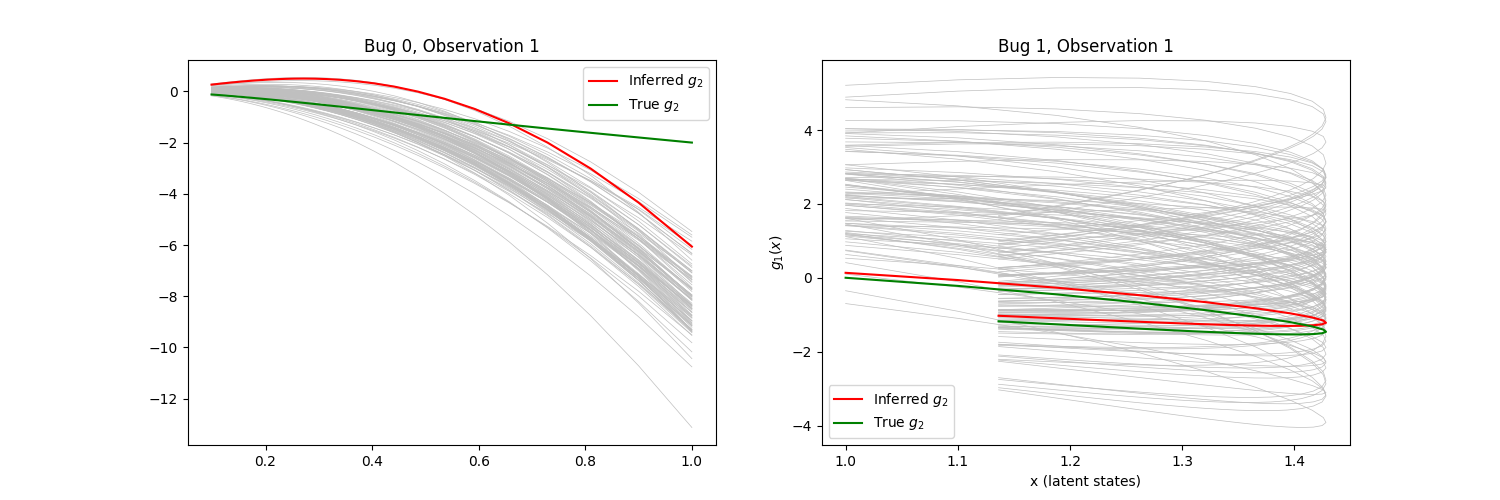 Bug 0, Observation 1
0
−2
−4
−6
−8
−10
−12
0.2 0.4 0.6 0.8 1.0
Inferred g₂
True g₂
Bug 1, Observation 1
g₁(x)
4
2
0
−2
−4
1.0 1.1 1.2 1.3 1.4
x (latent states)
Inferred g₂
True g₂